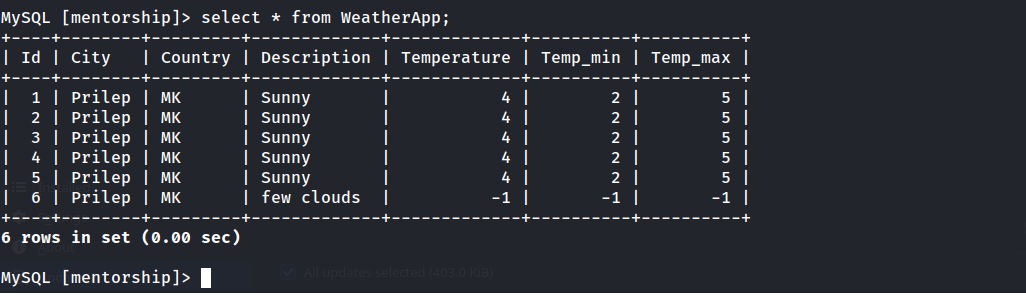 MySQL [mentorship]> select * from WeatherApp;
+----+--------+---------+-------------+-------------+----------+----------+
| Id | City   | Country | Description | Temperature | Temp_min | Temp_max |
+----+--------+---------+-------------+-------------+----------+----------+
|  1 | Prilep | MK      | Sunny       |           4 |        2 |        5 |
|  2 | Prilep | MK      | Sunny       |           4 |        2 |        5 |
|  3 | Prilep | MK      | Sunny       |           4 |        2 |        5 |
|  4 | Prilep | MK      | Sunny       |           4 |        2 |        5 |
|  5 | Prilep | MK      | Sunny       |           4 |        2 |        5 |
|  6 | Prilep | MK      | few clouds  |          -1 |       -1 |       -1 |
+----+--------+---------+-------------+-------------+----------+----------+
6 rows in set (0.00 sec)
All updates selected (403.0 KiB)
MySQL [mentorship]>